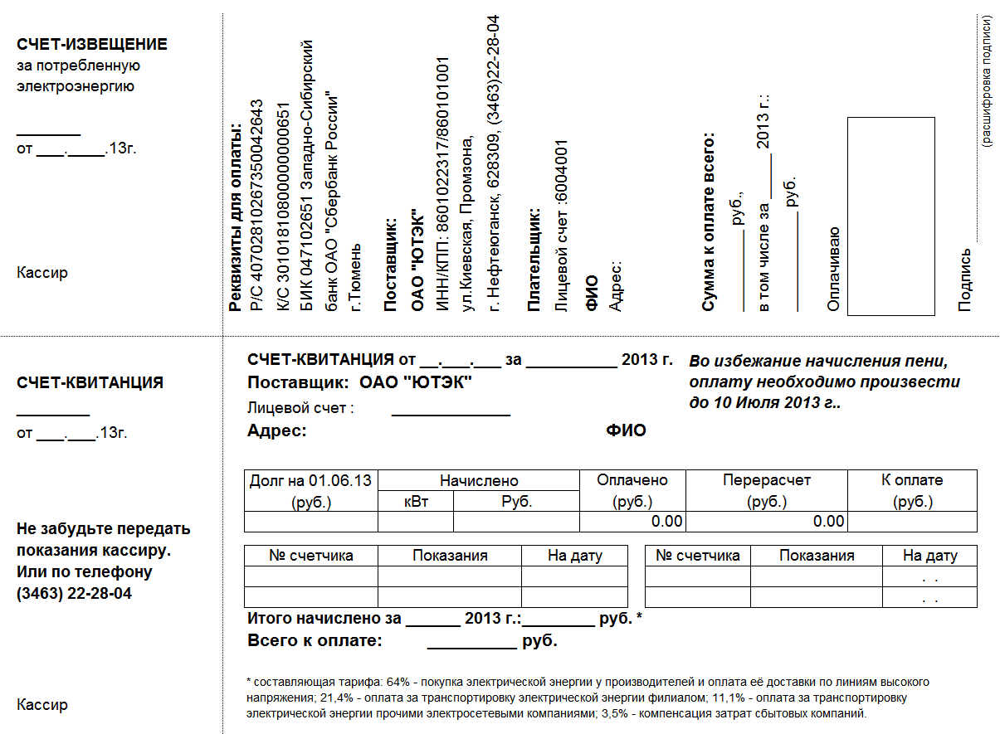 СЧЕТ-ИЗВЕЩЕНИЕ
за потребленную
электроэнергию
________
от ___.____.13г.
Кассир
Реквизиты для оплаты:
Р/С 40702810267350042643
К/С 30101810800000000651
БИК 047102651 Западно-Сибирский
банк ОАО "Сбербанк России"
г.Тюмень
Поставщик:
ОАО "ЮТЭК"
ИНН/КПП: 8601022317/860101001
ул.Киевская, Промзона,
г. Нефтеюганск, 628309, (3463)22-28-04
Плательщик:
Лицевой счет :6004001
ФИО
Адрес:
Сумма к оплате всего:
_________ руб.,
в том числе за _____ 2013 г.:
____________ руб.
Оплачиваю
Подпись
(расшифровка подписи)
СЧЕТ-КВИТАНЦИЯ
_________
от ___.___.13г.
Не забудьте передать
показания кассиру.
Или по телефону
(3463) 22-28-04
Кассир
СЧЕТ-КВИТАНЦИЯ от __.___.___ за __________ 2013 г.
Поставщик: ОАО "ЮТЭК"
Лицевой счет : ______________
Адрес: ФИО
Во избежание начисления пени,
оплату необходимо произвести
до 10 Июля 2013 г..
Долг на 01.06.13 (руб.) Начислено Оплачено (руб.) Перерасчет (руб.) К оплате (руб.)
кВт Руб.
0.00 0.00
№ счетчика Показания На дату № счетчика Показания На дату
. .
. .
Итого начислено за ______ 2013 г.:________ руб. *
Всего к оплате: __________ руб.
* составляющая тарифа: 64% - покупка электрической энергии у производителей и оплата её доставки по линиям высокого
напряжения; 21,4% - оплата за транспортировку электрической энергии филиалом; 11,1% - оплата за транспортировку
электрической энергии прочими электросетевыми компаниями; 3,5% - компенсация затрат сбытовых компаний.